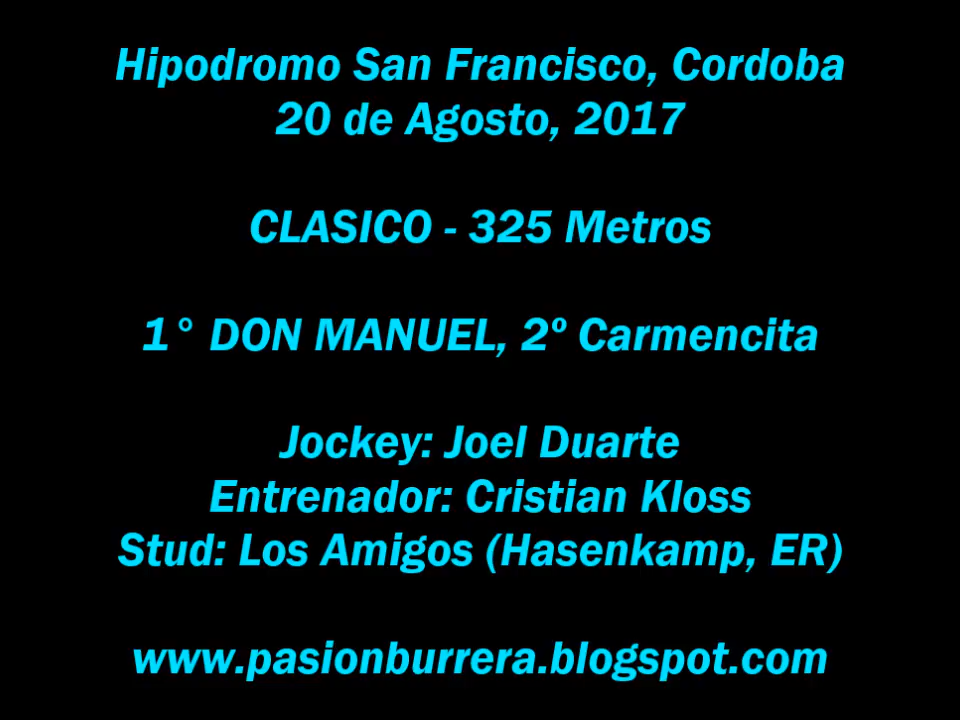 Hipodromo San Francisco, Cordoba
20 de Agosto, 2017
CLASICO - 325 Metros
1° DON MANUEL, 2º Carmencita
Jockey: Joel Duarte
Entrenador: Cristian Kloss
Stud: Los Amigos (Hasenkamp, ER)
www.pasionburrera.blogspot.com